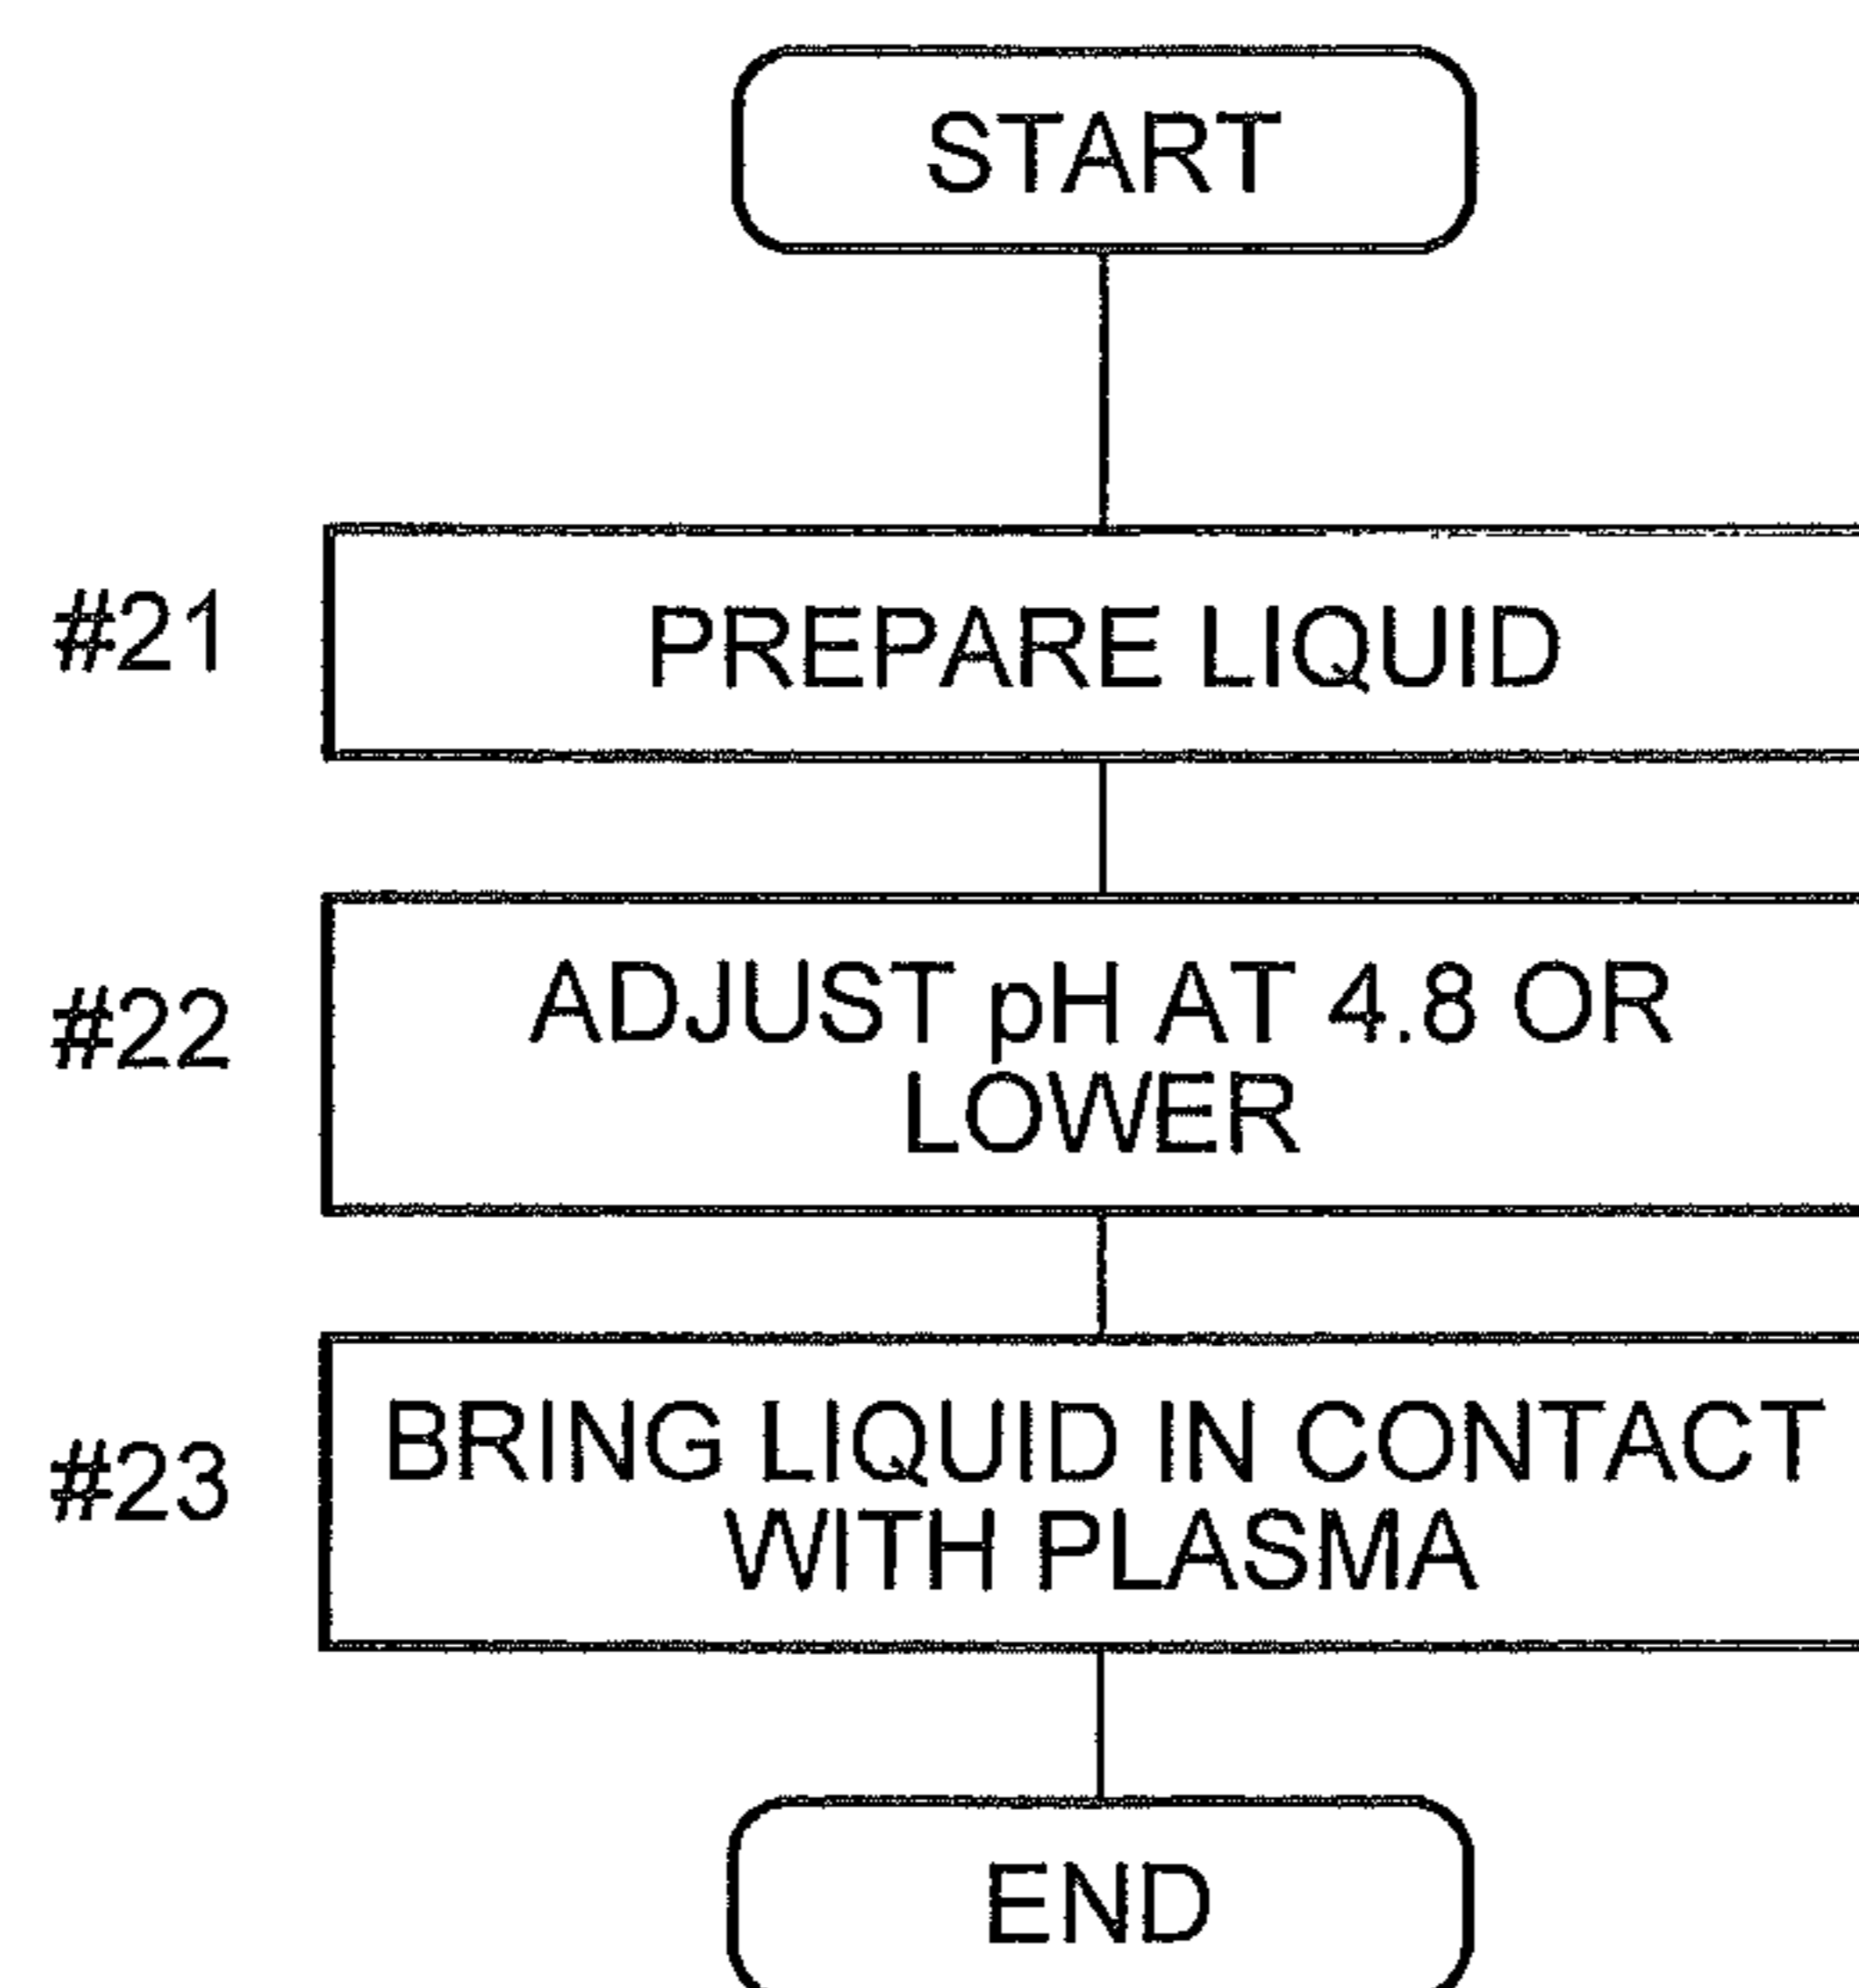 START
#21
PREPARE LIQUID
#22
ADJUST pH AT 4.8 OR
LOWER
#23
BRING LIQUID IN CONTACT
WITH PLASMA
END